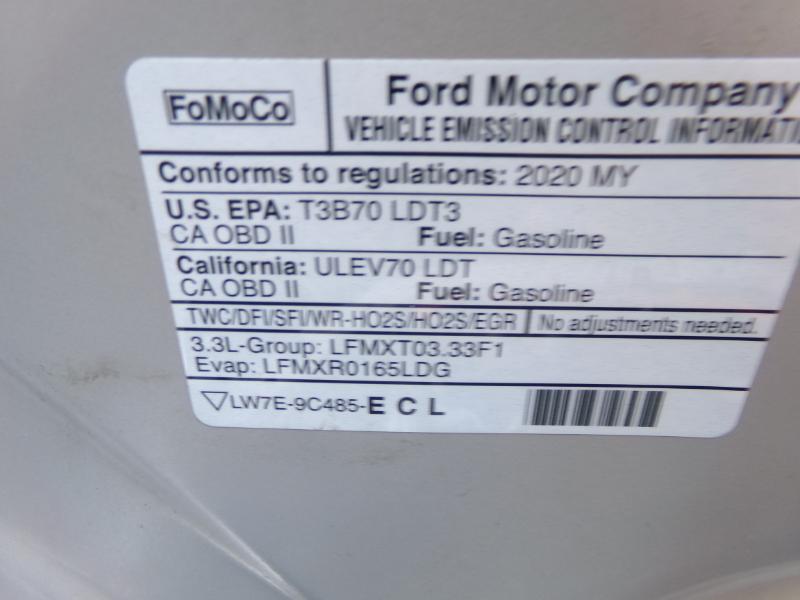 FoMoCo
Ford Motor Company
VEHICLE EMISSION CONTROL INFORMATI
Conforms to regulations: 2020 MY
U.S. EPA: T3B70 LDT3
CA OBD II Fuel: Gasoline
California: ULEV70 LDT
CA OBD II Fuel: Gasoline
TWC/DFI/SFI/WR-HO2S/HO2S/EGR No adjustments needed.
3.3L-Group: LFMXT03.33F1
Evap: LFMXR0165LDG
LW7E-9C485-E C L